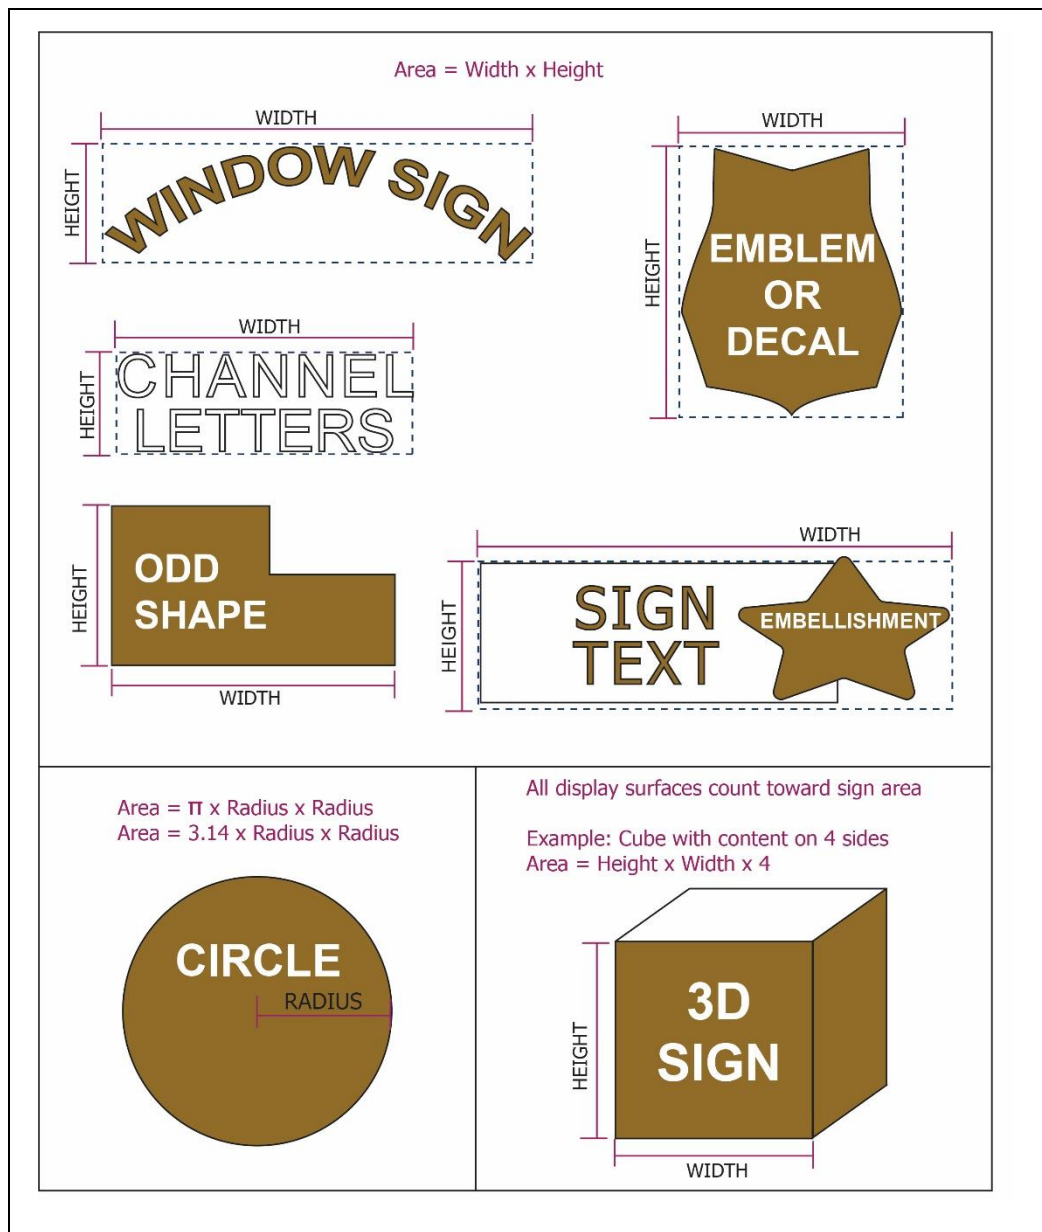 Area = Width x Height
WIDTH
HEIGHT
WINDOW SIGN
WIDTH
HEIGHT
EMBLEM
OR
DECAL
WIDTH
HEIGHT
CHANNEL
LETTERS
HEIGHT
ODD
SHAPE
WIDTH
WIDTH
HEIGHT
SIGN
TEXT
EMBELLISHMENT
Area = π x Radius x Radius
Area = 3.14 x Radius x Radius
CIRCLE
RADIUS
All display surfaces count toward sign area
Example: Cube with content on 4 sides
Area = Height x Width x 4
HEIGHT
3D
SIGN
WIDTH